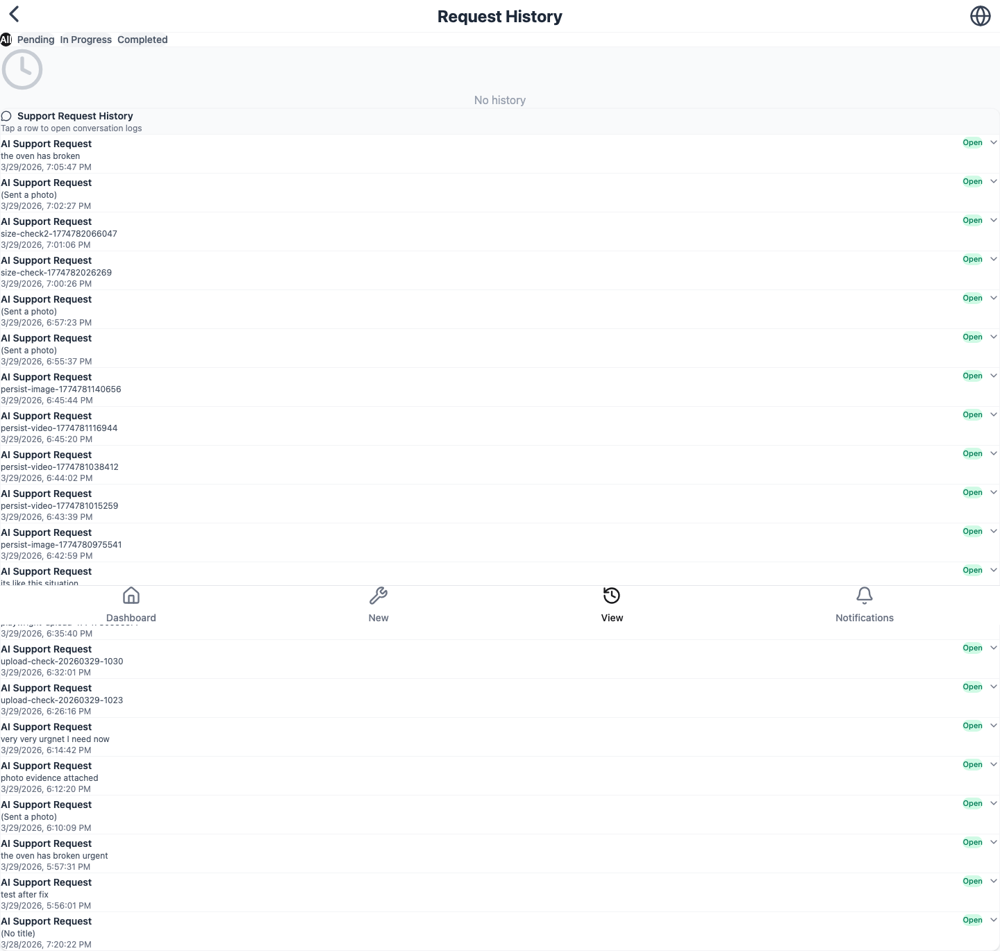 Request History
All Pending In Progress Completed
No history
Support Request History
Tap a row to open conversation logs
AI Support Request Open
the oven has broken
3/29/2026, 7:05:47 PM
AI Support Request Open
(Sent a photo)
3/29/2026, 7:02:27 PM
AI Support Request Open
size-check2-1774782066047
3/29/2026, 7:01:06 PM
AI Support Request Open
size-check-1774782026269
3/29/2026, 7:00:26 PM
AI Support Request Open
(Sent a photo)
3/29/2026, 6:57:23 PM
AI Support Request Open
(Sent a photo)
3/29/2026, 6:55:37 PM
AI Support Request Open
persist-image-1774781140656
3/29/2026, 6:45:44 PM
AI Support Request Open
persist-video-1774781116944
3/29/2026, 6:45:20 PM
AI Support Request Open
persist-video-1774781038412
3/29/2026, 6:44:02 PM
AI Support Request Open
persist-video-1774781015259
3/29/2026, 6:43:39 PM
AI Support Request Open
persist-image-1774780975541
3/29/2026, 6:42:59 PM
AI Support Request Open
its like this situation
Dashboard New View Notifications
3/29/2026, 6:35:40 PM
AI Support Request Open
upload-check-20260329-1030
3/29/2026, 6:32:01 PM
AI Support Request Open
upload-check-20260329-1023
3/29/2026, 6:26:16 PM
AI Support Request Open
very very urgnet I need now
3/29/2026, 6:14:42 PM
AI Support Request Open
photo evidence attached
3/29/2026, 6:12:20 PM
AI Support Request Open
(Sent a photo)
3/29/2026, 6:10:09 PM
AI Support Request Open
the oven has broken urgent
3/29/2026, 5:57:31 PM
AI Support Request Open
test after fix
3/29/2026, 5:56:01 PM
AI Support Request Open
(No title)
3/28/2026, 7:20:22 PM